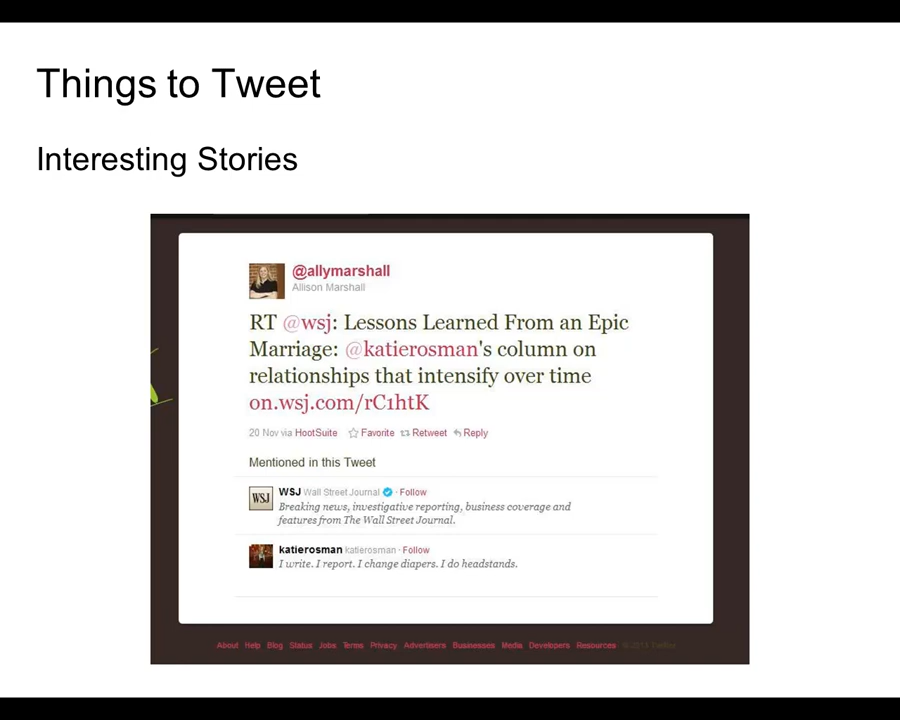 Things to Tweet
Interesting Stories
@allymarshall
Allison Marshall
RT @wsj: Lessons Learned From an Epic
Marriage: @katierosman's column on
relationships that intensify over time
on.wsj.com/rC1htK
20 Nov via HootSuite Favorite Retweet Reply
Mentioned in this Tweet
WSJ
WSJ Wall Street Journal · Follow
Breaking news, investigative reporting, business coverage and
features from The Wall Street Journal.
katierosman katierosman · Follow
I write. I report. I change diapers. I do headstands.
About Help Blog Status Jobs Terms Privacy Advertisers Businesses Media Developers Resources